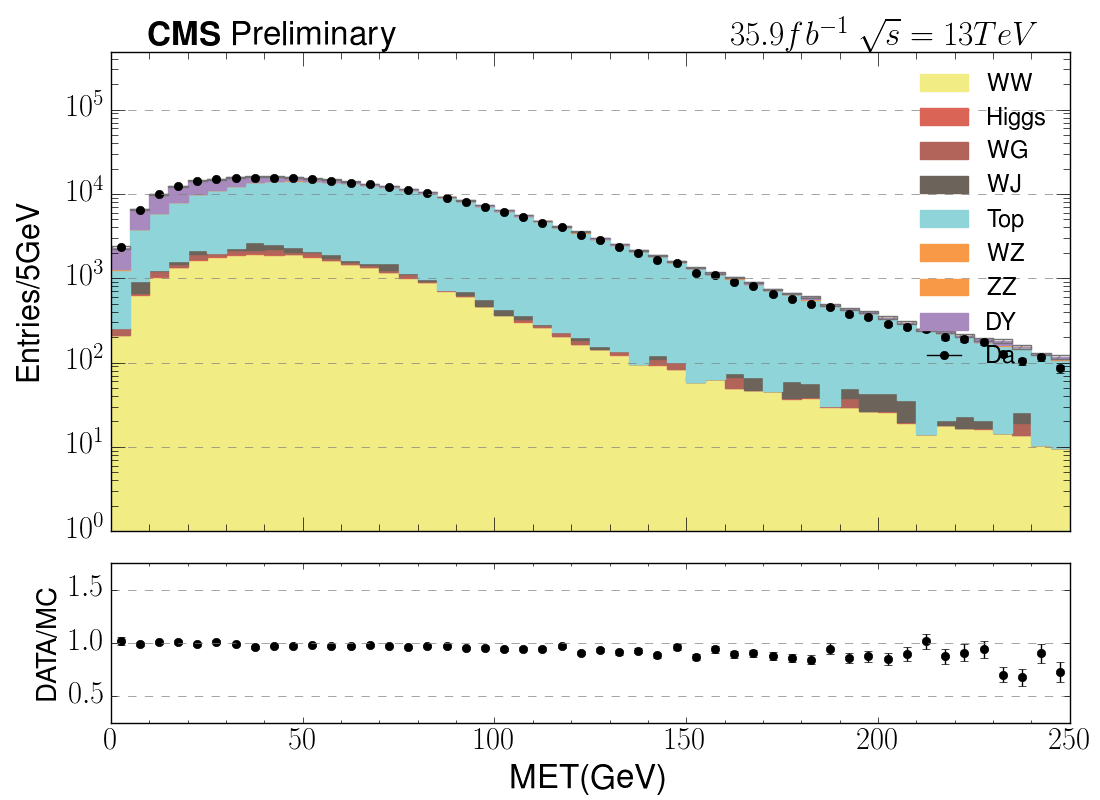 CMS Preliminary
35.9fb⁻¹ √s = 13TeV
Entries/5GeV
10⁵
10⁴
10³
10²
10¹
10⁰
WW
Higgs
WG
WJ
Top
WZ
ZZ
DY
Da
DATA/MC
1.5
1.0
0.5
0
50
100
150
200
250
MET(GeV)